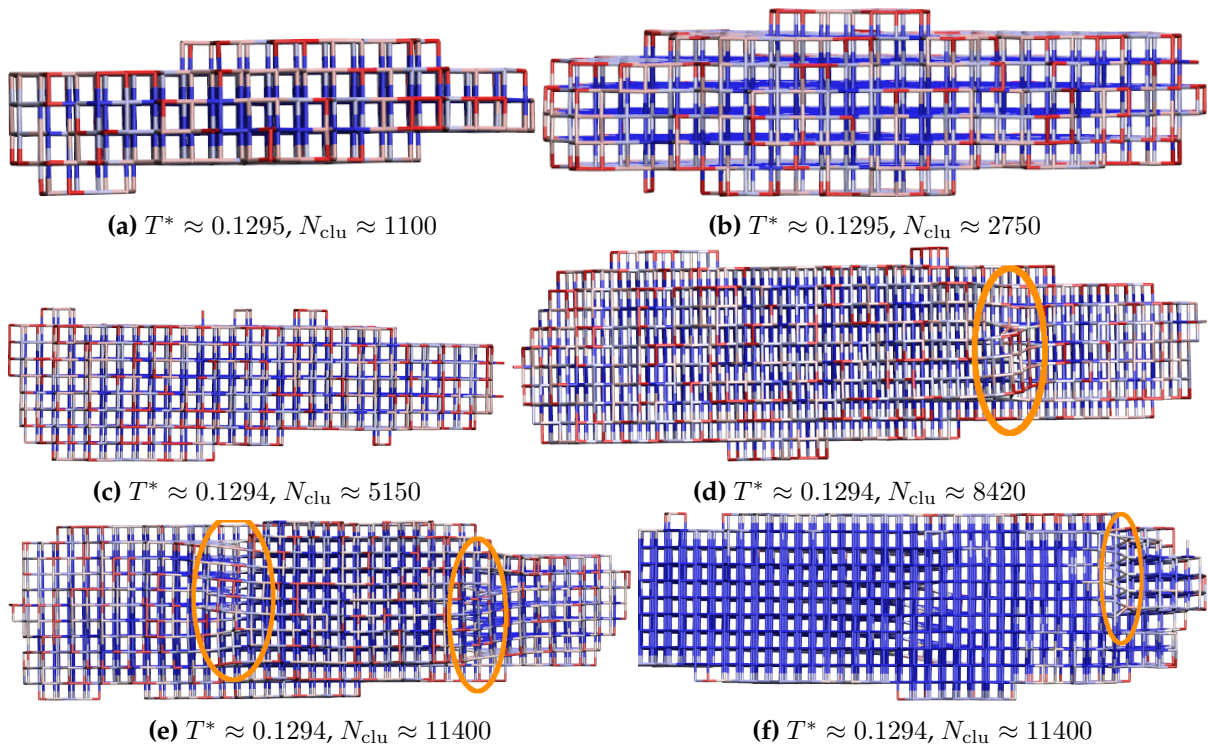 (a) T* ≈ 0.1295, N_clu ≈ 1100
(b) T* ≈ 0.1295, N_clu ≈ 2750
(c) T* ≈ 0.1294, N_clu ≈ 5150
(d) T* ≈ 0.1294, N_clu ≈ 8420
(e) T* ≈ 0.1294, N_clu ≈ 11400
(f) T* ≈ 0.1294, N_clu ≈ 11400